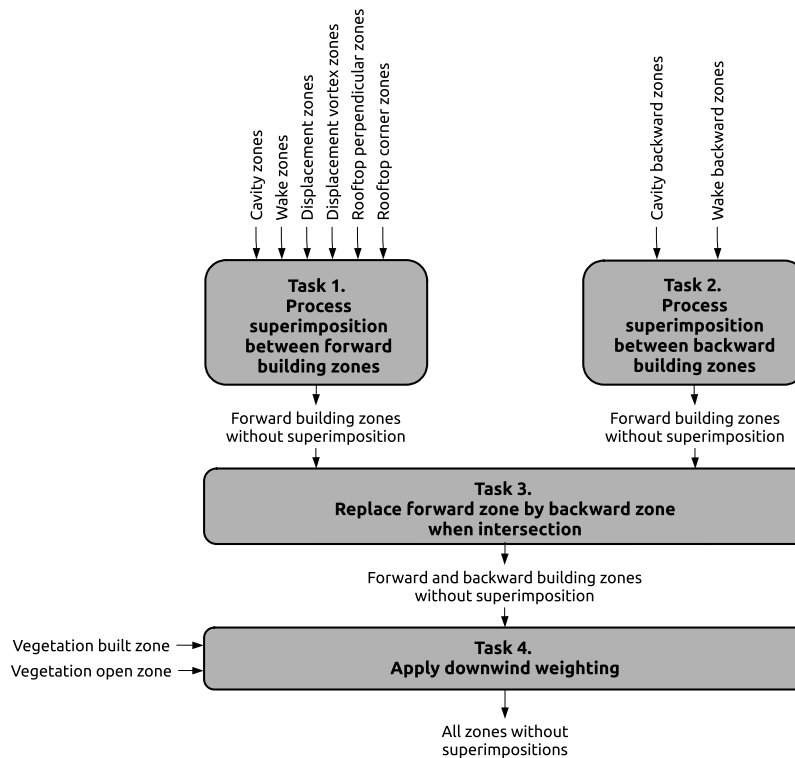 Cavity zones
Wake zones
Displacement zones
Displacement vortex zones
Rooftop perpendicular zones
Rooftop corner zones
Cavity backward zones
Wake backward zones
Task 1.
Process
superimposition
between forward
building zones
Task 2.
Process
superimposition
between backward
building zones
Forward building zones
without superimposition
Forward building zones
without superimposition
Task 3.
Replace forward zone by backward zone
when intersection
Forward and backward building zones
without superimposition
Vegetation built zone
Vegetation open zone
Task 4.
Apply downwind weighting
All zones without
superimpositions